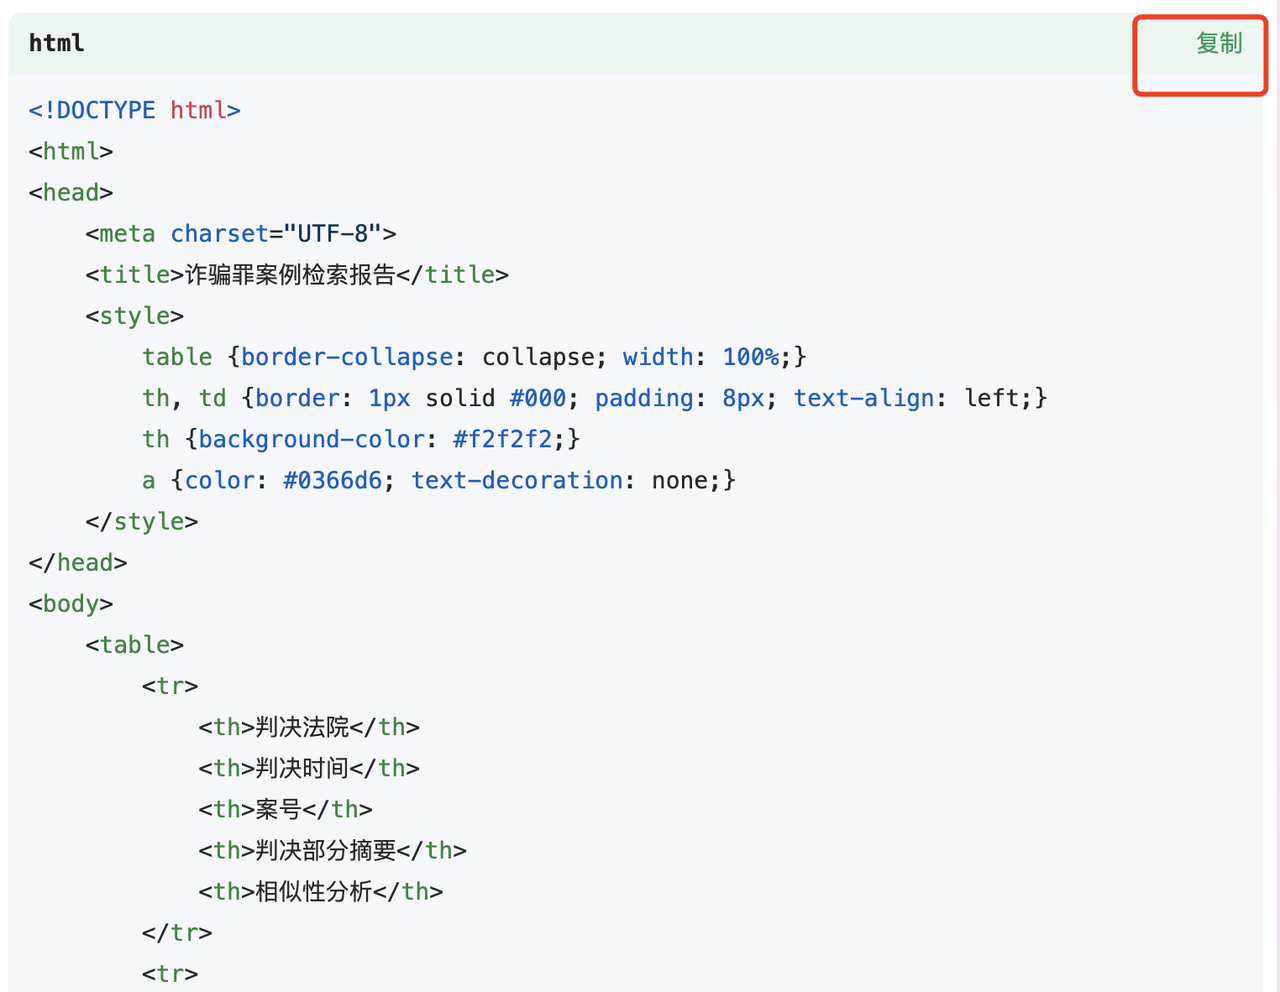 html
复制
<!DOCTYPE html>
<html>
<head>
    <meta charset="UTF-8">
    <title>诈骗罪案例检索报告</title>
    <style>
        table {border-collapse: collapse; width: 100%;}
        th, td {border: 1px solid #000; padding: 8px; text-align: left;}
        th {background-color: #f2f2f2;}
        a {color: #0366d6; text-decoration: none;}
    </style>
</head>
<body>
    <table>
        <tr>
            <th>判决法院</th>
            <th>判决时间</th>
            <th>案号</th>
            <th>判决部分摘要</th>
            <th>相似性分析</th>
        </tr>
        <tr>